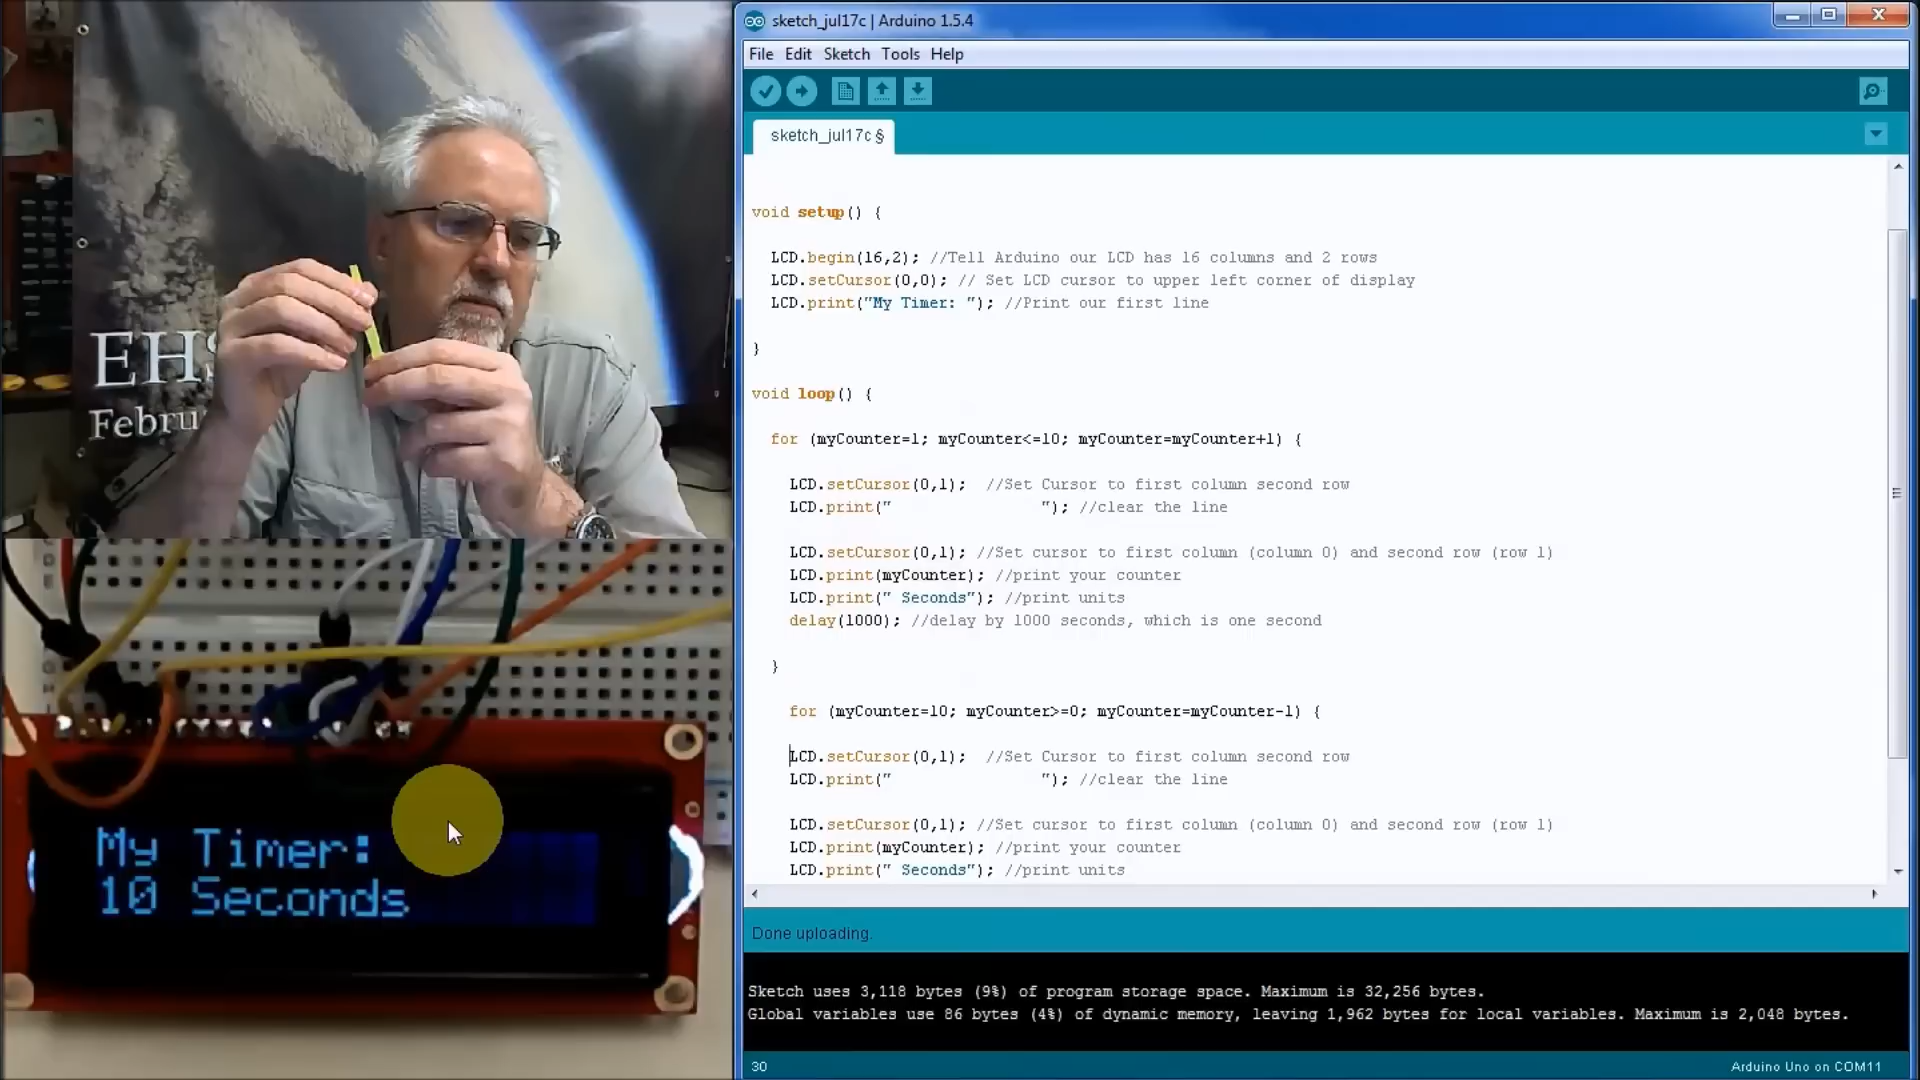 EHS
Febru
My Timer:
10 Seconds
sketch_jul17c | Arduino 1.5.4
File Edit Sketch Tools Help
sketch_jul17c §
void setup() {
LCD.begin(16,2); //Tell Arduino our LCD has 16 columns and 2 rows
LCD.setCursor(0,0); // Set LCD cursor to upper left corner of display
LCD.print("My Timer: "); //Print our first line
}
void loop() {
for (myCounter=1; myCounter<=10; myCounter=myCounter+1) {
LCD.setCursor(0,1);  //Set Cursor to first column second row
LCD.print("                "); //clear the line
LCD.setCursor(0,1); //Set cursor to first column (column 0) and second row (row 1)
LCD.print(myCounter); //print your counter
LCD.print(" Seconds"); //print units
delay(1000); //delay by 1000 seconds, which is one second
}
for (myCounter=10; myCounter>=0; myCounter=myCounter-1) {
LCD.setCursor(0,1);  //Set Cursor to first column second row
LCD.print("                "); //clear the line
LCD.setCursor(0,1); //Set cursor to first column (column 0) and second row (row 1)
LCD.print(myCounter); //print your counter
LCD.print(" Seconds"); //print units
Done uploading.
Sketch uses 3,118 bytes (9%) of program storage space. Maximum is 32,256 bytes.
Global variables use 86 bytes (4%) of dynamic memory, leaving 1,962 bytes for local variables. Maximum is 2,048 bytes.
30
Arduino Uno on COM11